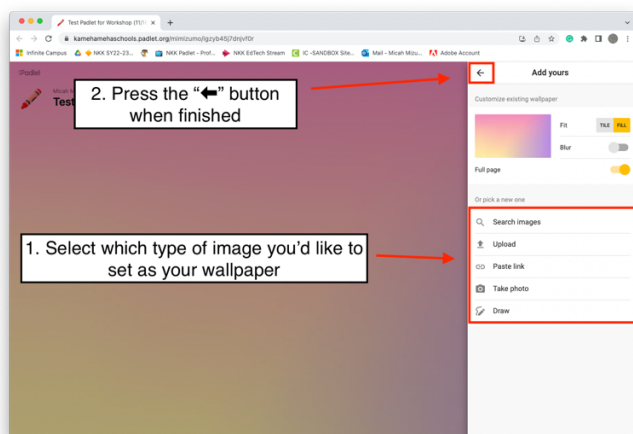 Test Padlet for Workshop (11/1
kamehamehaschools.padlet.org/mimizumo/jgzyb45j7dnjvf0r
Infinite Campus
NKK SY22-23...
NKK Padlet - Prof...
NKK EdTech Stream
IC -SANDBOX Site...
Mail - Micah Mizu...
Adobe Account
:Padlet
Test
2. Press the “🡄” button
when finished
1. Select which type of image you’d like to
set as your wallpaper
Add yours
Customize existing wallpaper
Fit
TILE FILL
Blur
Full page
Or pick a new one
Search images
Upload
Paste link
Take photo
Draw